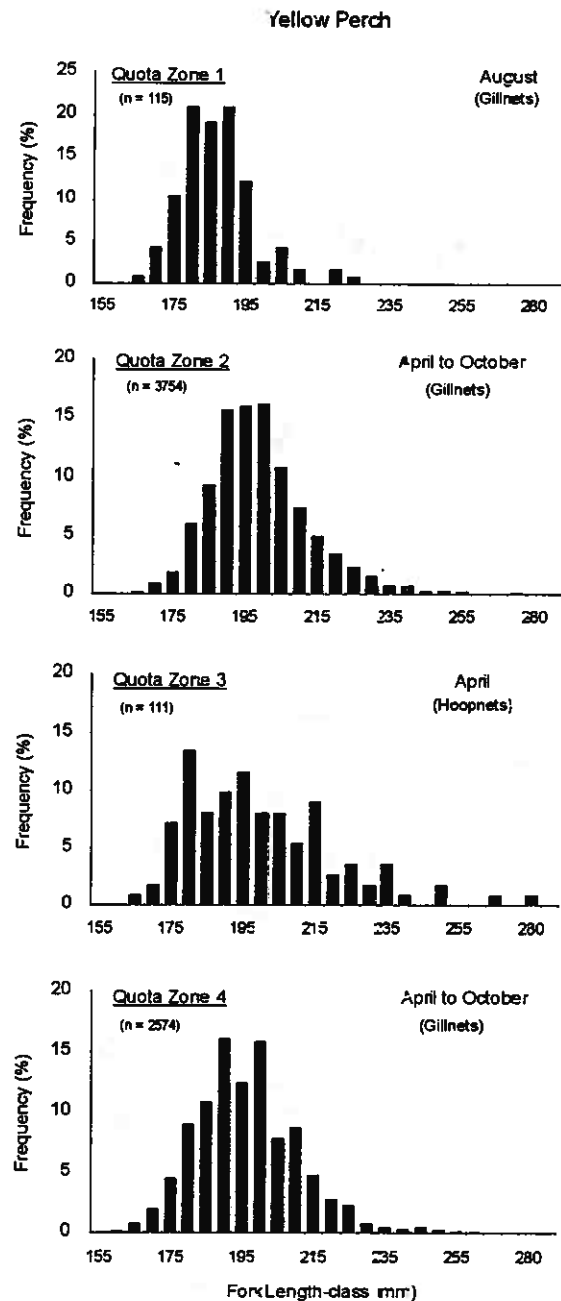 Yellow Perch
Quota Zone 1
(n = 115)
August
(Gillnets)
Frequency (%)
25
20
15
10
5
0
155 175 195 215 235 255 280
Quota Zone 2
(n = 3754)
April to October
(Gillnets)
Frequency (%)
20
15
10
5
0
155 175 195 215 235 255 280
Quota Zone 3
(n = 111)
April
(Hoopnets)
Frequency (%)
20
15
10
5
0
155 175 195 215 235 255 280
Quota Zone 4
(n = 2574)
April to October
(Gillnets)
Frequency (%)
20
15
10
5
0
155 175 195 215 235 255 280
Fork Length-class mm)